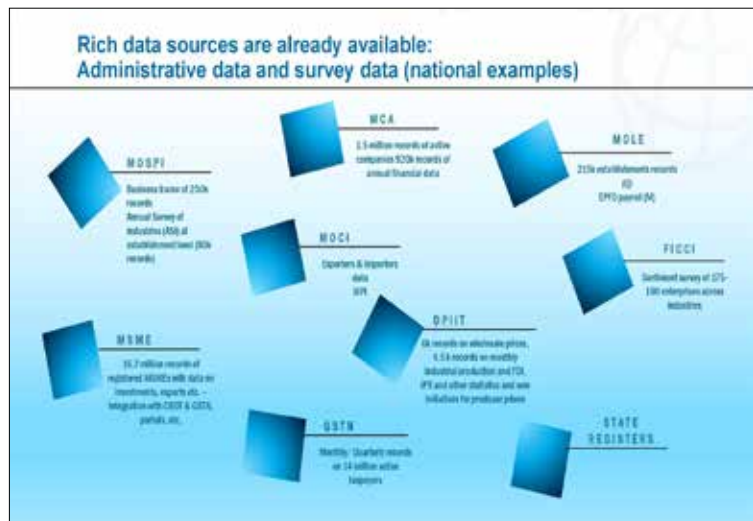 Rich data sources are already available:
Administrative data and survey data (national examples)
MCA
1.5 million records of active
companies 920k records of
annual financial data
MOSPI
Business frame of 250k
records
Annual Survey of
Industries (ASI) at
establishment level (80k
records)
MOLE
215k establishments records
(Q)
EPFO payroll (M)
MOCI
Exporters & Importers
data
FICCI
Sentiment survey of
enterprises across
industries
MSME
million records of
registered MSMEs with data on
investments, exports etc. –
integration with CBDT & GSTN,
portals, etc.
DPIIT
6k records on wholesale prices,
records on monthly
industrial production and FDI,
IPR and other statistics and new
initiatives for producer prices
GSTN
Monthly/ Quarterly records
on 14 million active
taxpayers
STATE
REGISTERS